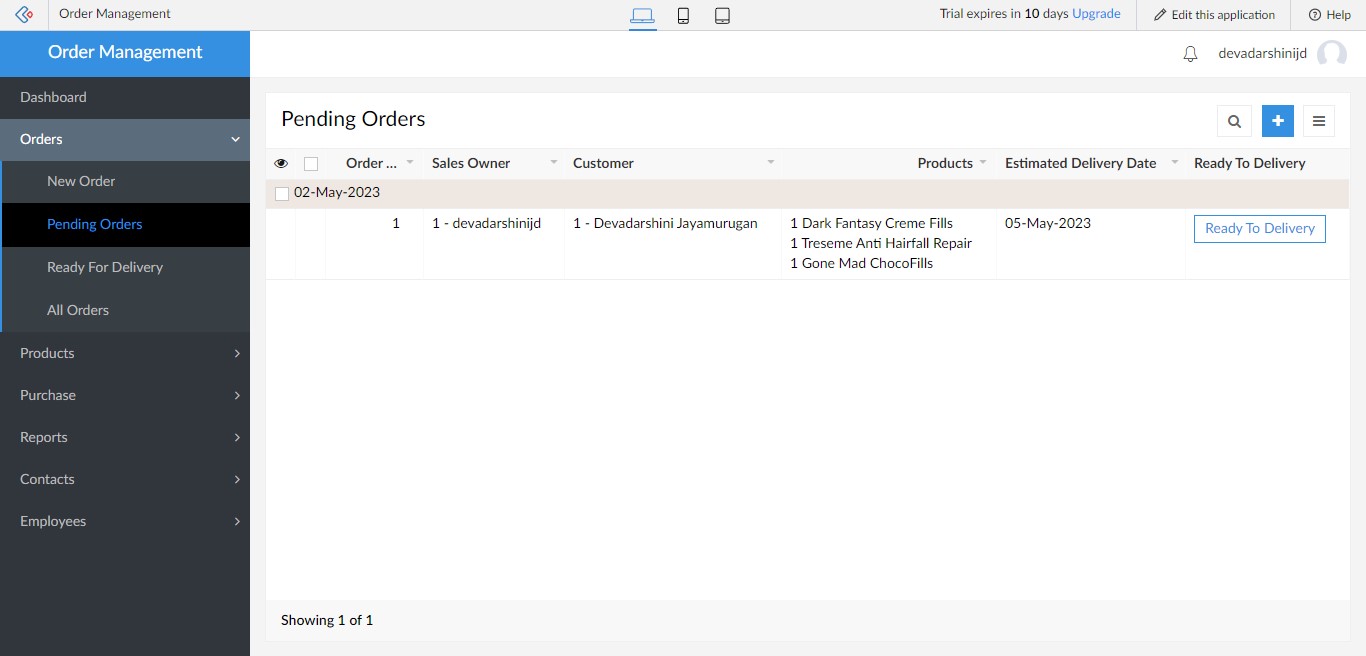 Order Management
Trial expires in 10 days Upgrade
Edit this application
Help
Order Management
devadarshinijd
Dashboard
Orders
New Order
Pending Orders
Ready For Delivery
All Orders
Products
Purchase
Reports
Contacts
Employees
Pending Orders
Order ... Sales Owner Customer Products Estimated Delivery Date Ready To Delivery
02-May-2023
1 1 - devadarshinijd 1 - Devadarshini Jayamurugan 1 Dark Fantasy Creme Fills 05-May-2023 Ready To Delivery
1 Treseme Anti Hairfall Repair
1 Gone Mad ChocoFills
Showing 1 of 1